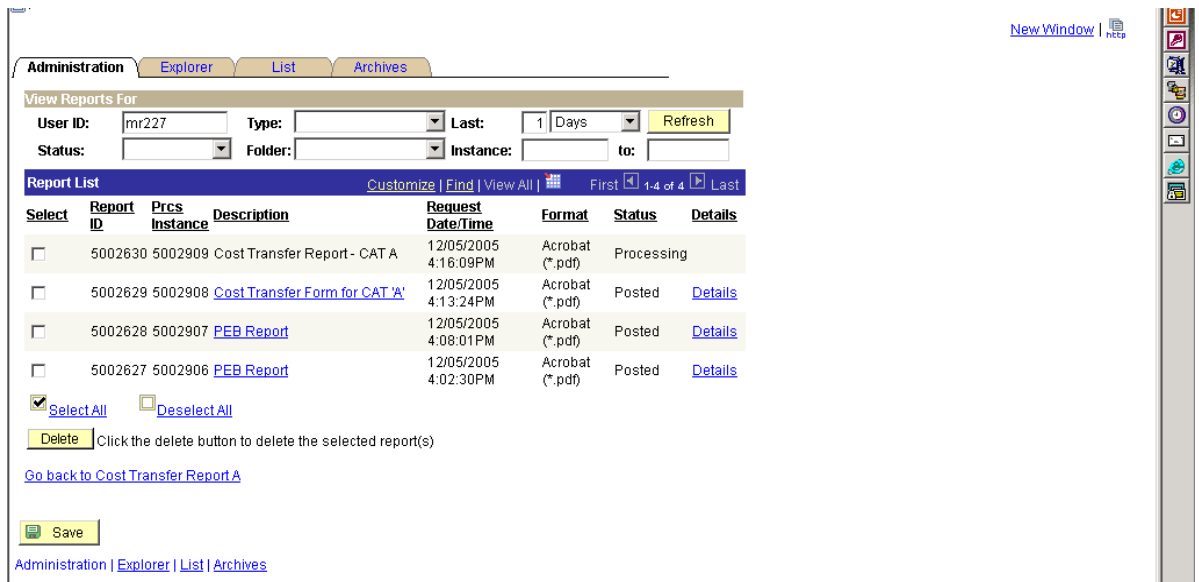 New Window | http
Administration Explorer List Archives
View Reports For
User ID: mr227 Type: Last: 1 Days Refresh
Status: Folder: Instance: to:
Report List Customize | Find | View All | First 1-4 of 4 Last
Select Report ID Prcs Instance Description Request Date/Time Format Status Details
5002630 5002909 Cost Transfer Report - CAT A 12/05/2005 4:16:09PM Acrobat (*.pdf) Processing
5002629 5002908 Cost Transfer Form for CAT 'A' 12/05/2005 4:13:24PM Acrobat (*.pdf) Posted Details
5002628 5002907 PEB Report 12/05/2005 4:08:01PM Acrobat (*.pdf) Posted Details
5002627 5002906 PEB Report 12/05/2005 4:02:30PM Acrobat (*.pdf) Posted Details
Select All Deselect All
Delete Click the delete button to delete the selected report(s)
Go back to Cost Transfer Report A
Save
Administration | Explorer | List | Archives